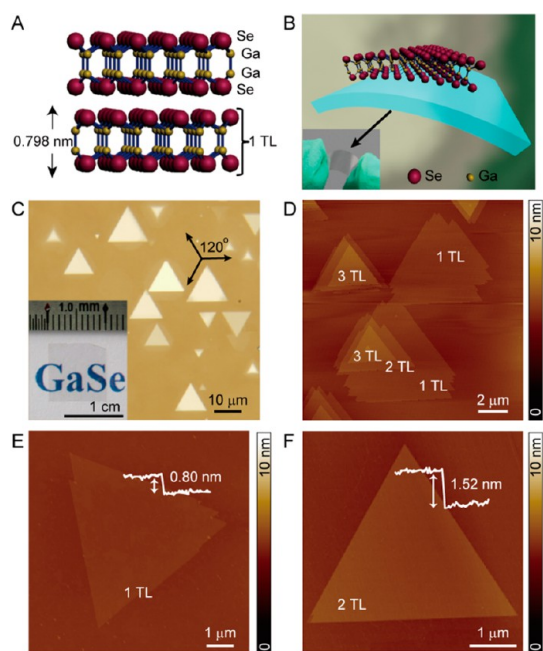 A
Se
Ga
Ga
Se
0.798 nm
1 TL
B
Se
Ga
C
120°
1.0 mm
GaSe
1 cm
10 μm
D
3 TL
1 TL
3 TL
2 TL
1 TL
2 μm
10 nm
0
E
0.80 nm
1 TL
1 μm
10 nm
0
F
1.52 nm
2 TL
1 μm
10 nm
0